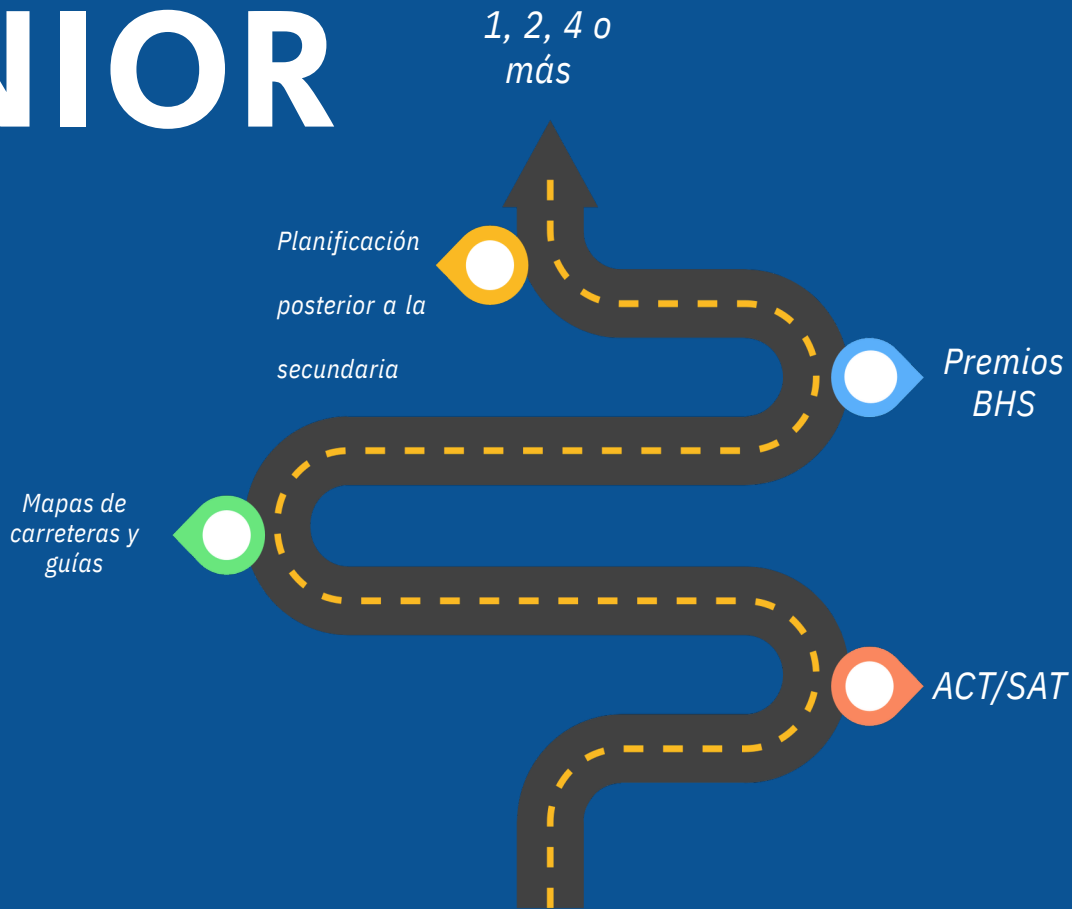 NIOR
1, 2, 4 o
más
Planificación
posterior a la
secundaria
Premios
BHS
Mapas de
carreteras y
guías
ACT/SAT